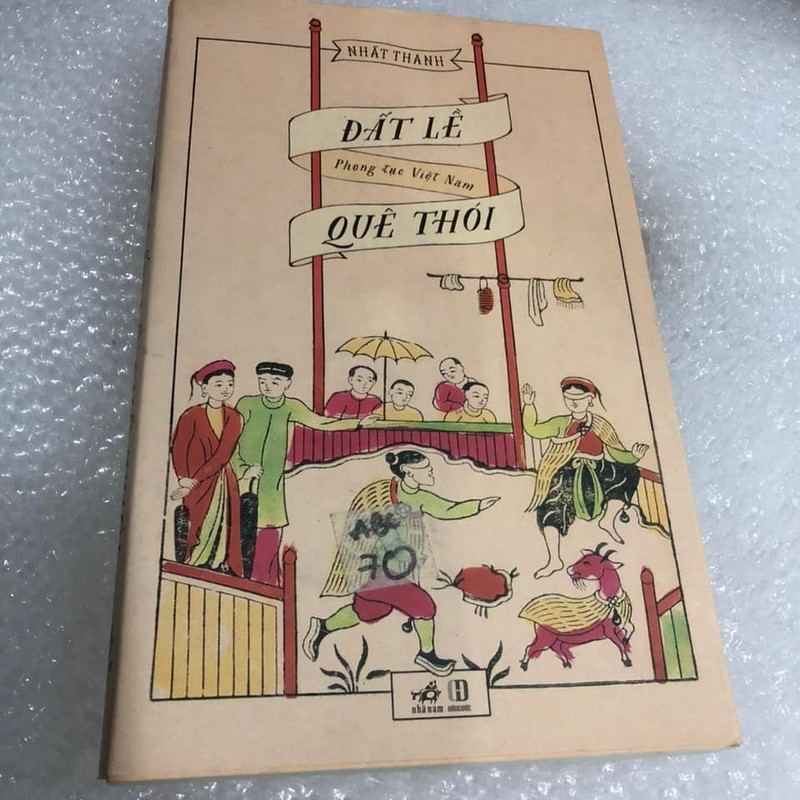 NHẤT THANH
ĐẤT LỀ
Phong tục Việt Nam
QUÊ THÓI
70
nhã nam